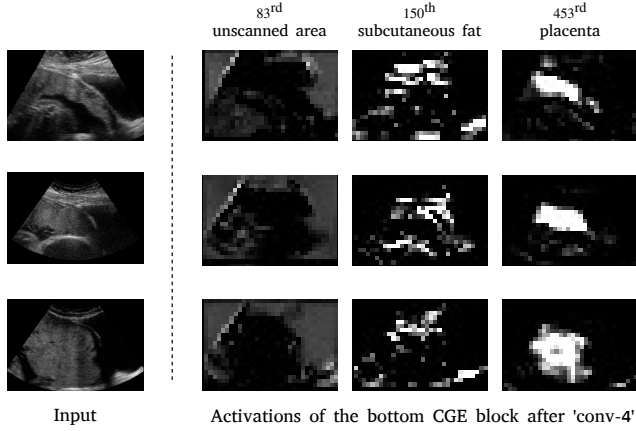 83rd 150th 453rd
unscanned area subcutaneous fat placenta
Input Activations of the bottom CGE block after 'conv-4'